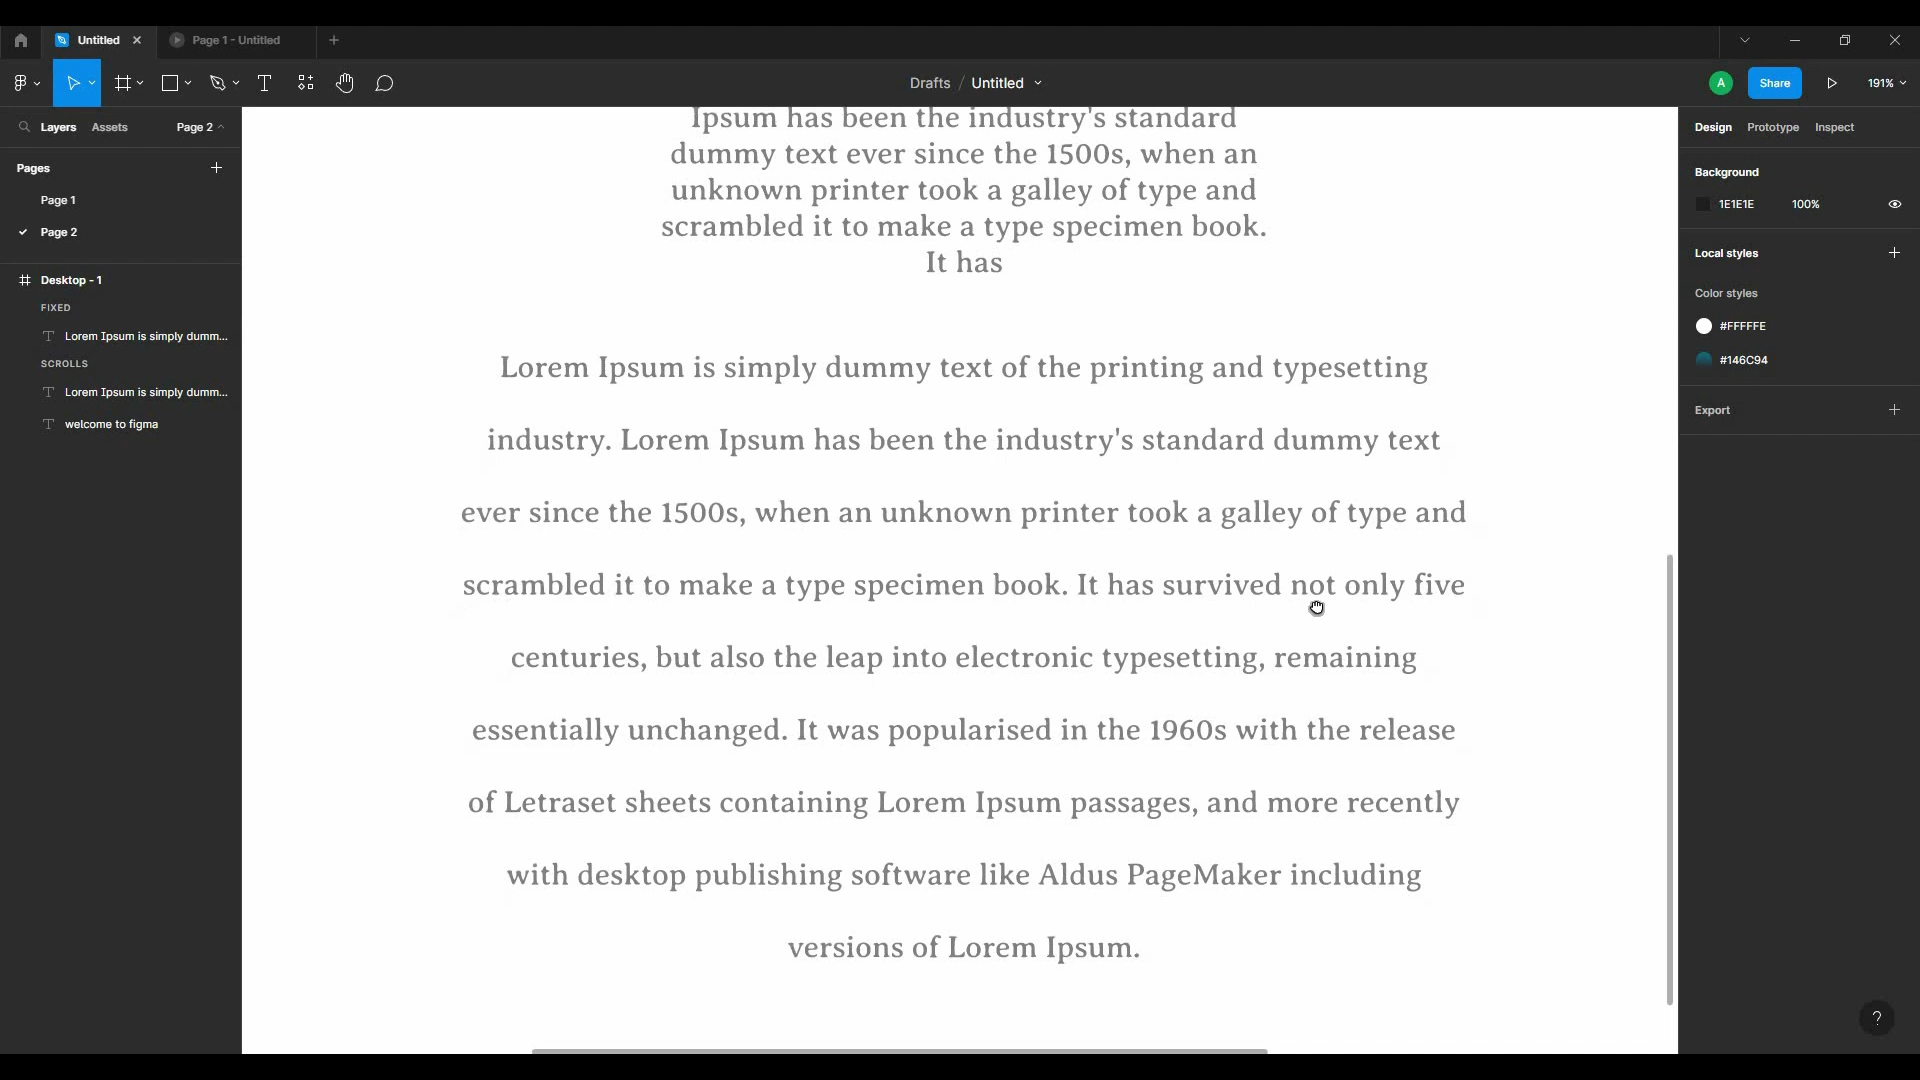 Untitled
Page 1 - Untitled
Drafts / Untitled
A
Share
191%
Layers
Assets
Page 2
Pages
Page 1
Page 2
Desktop - 1
FIXED
Lorem Ipsum is simply dumm...
SCROLLS
Lorem Ipsum is simply dumm...
welcome to figma
Ipsum has been the industry's standard
dummy text ever since the 1500s, when an
unknown printer took a galley of type and
scrambled it to make a type specimen book.
It has
Lorem Ipsum is simply dummy text of the printing and typesetting
industry. Lorem Ipsum has been the industry's standard dummy text
ever since the 1500s, when an unknown printer took a galley of type and
scrambled it to make a type specimen book. It has survived not only five
centuries, but also the leap into electronic typesetting, remaining
essentially unchanged. It was popularised in the 1960s with the release
of Letraset sheets containing Lorem Ipsum passages, and more recently
with desktop publishing software like Aldus PageMaker including
versions of Lorem Ipsum.
Design
Prototype
Inspect
Background
1E1E1E
100%
Local styles
Color styles
#FFFFFE
#146C94
Export
?